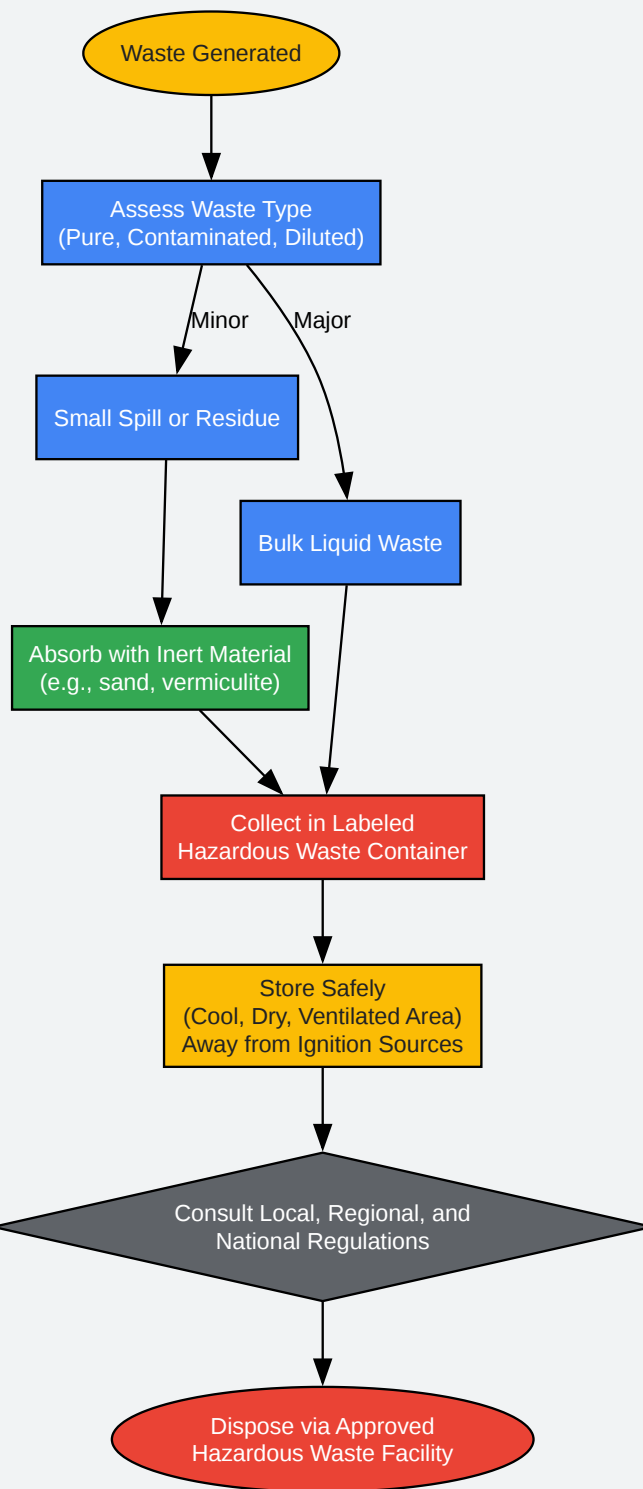 Waste Generated
Assess Waste Type
(Pure, Contaminated, Diluted)
Minor
Major
Small Spill or Residue
Bulk Liquid Waste
Absorb with Inert Material
(e.g., sand, vermiculite)
Collect in Labeled
Hazardous Waste Container
Store Safely
(Cool, Dry, Ventilated Area)
Away from Ignition Sources
Consult Local, Regional, and
National Regulations
Dispose via Approved
Hazardous Waste Facility